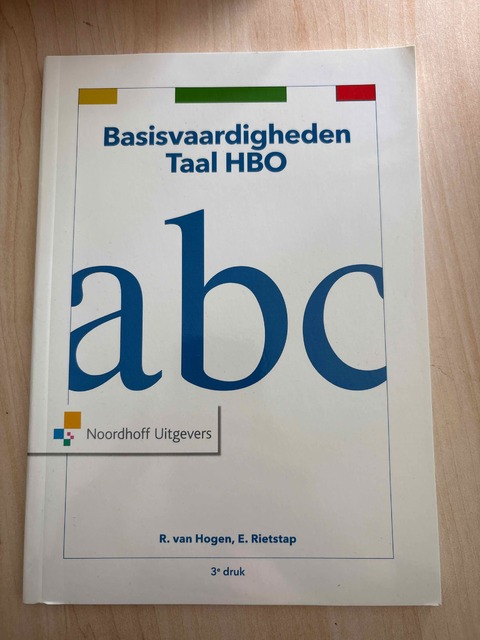 Basisvaardigheden
Taal HBO
abc
Noordhoff Uitgevers
R. van Hogen, E. Rietstap
3e druk